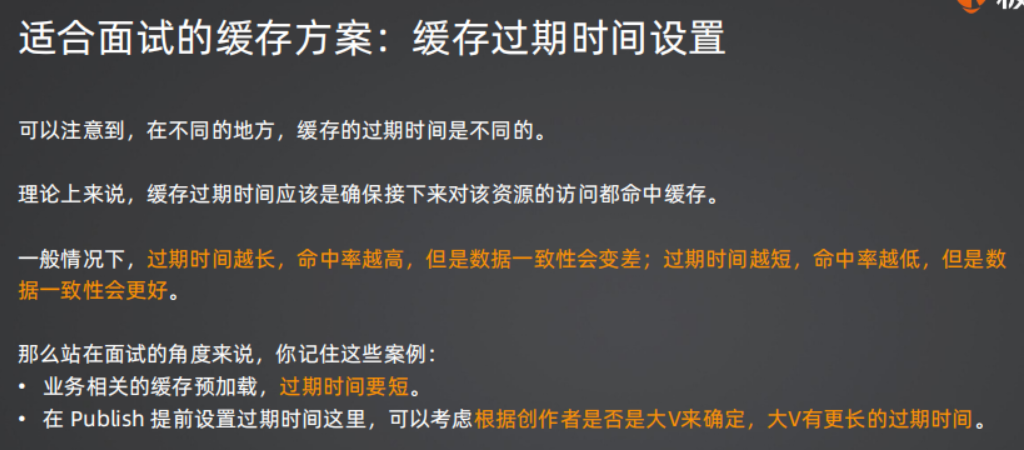 适合面试的缓存方案：缓存过期时间设置
可以注意到，在不同的地方，缓存的过期时间是不同的。
理论上来说，缓存过期时间应该是确保接下来对该资源的访问都命中缓存。
一般情况下，过期时间越长，命中率越高，但是数据一致性会变差；过期时间越短，命中率越低，但是数
据一致性会更好。
那么站在面试的角度来说，你记住这些案例：
• 业务相关的缓存预加载，过期时间要短。
• 在 Publish 提前设置过期时间这里，可以考虑根据创作者是否是大V来确定，大V有更长的过期时间。